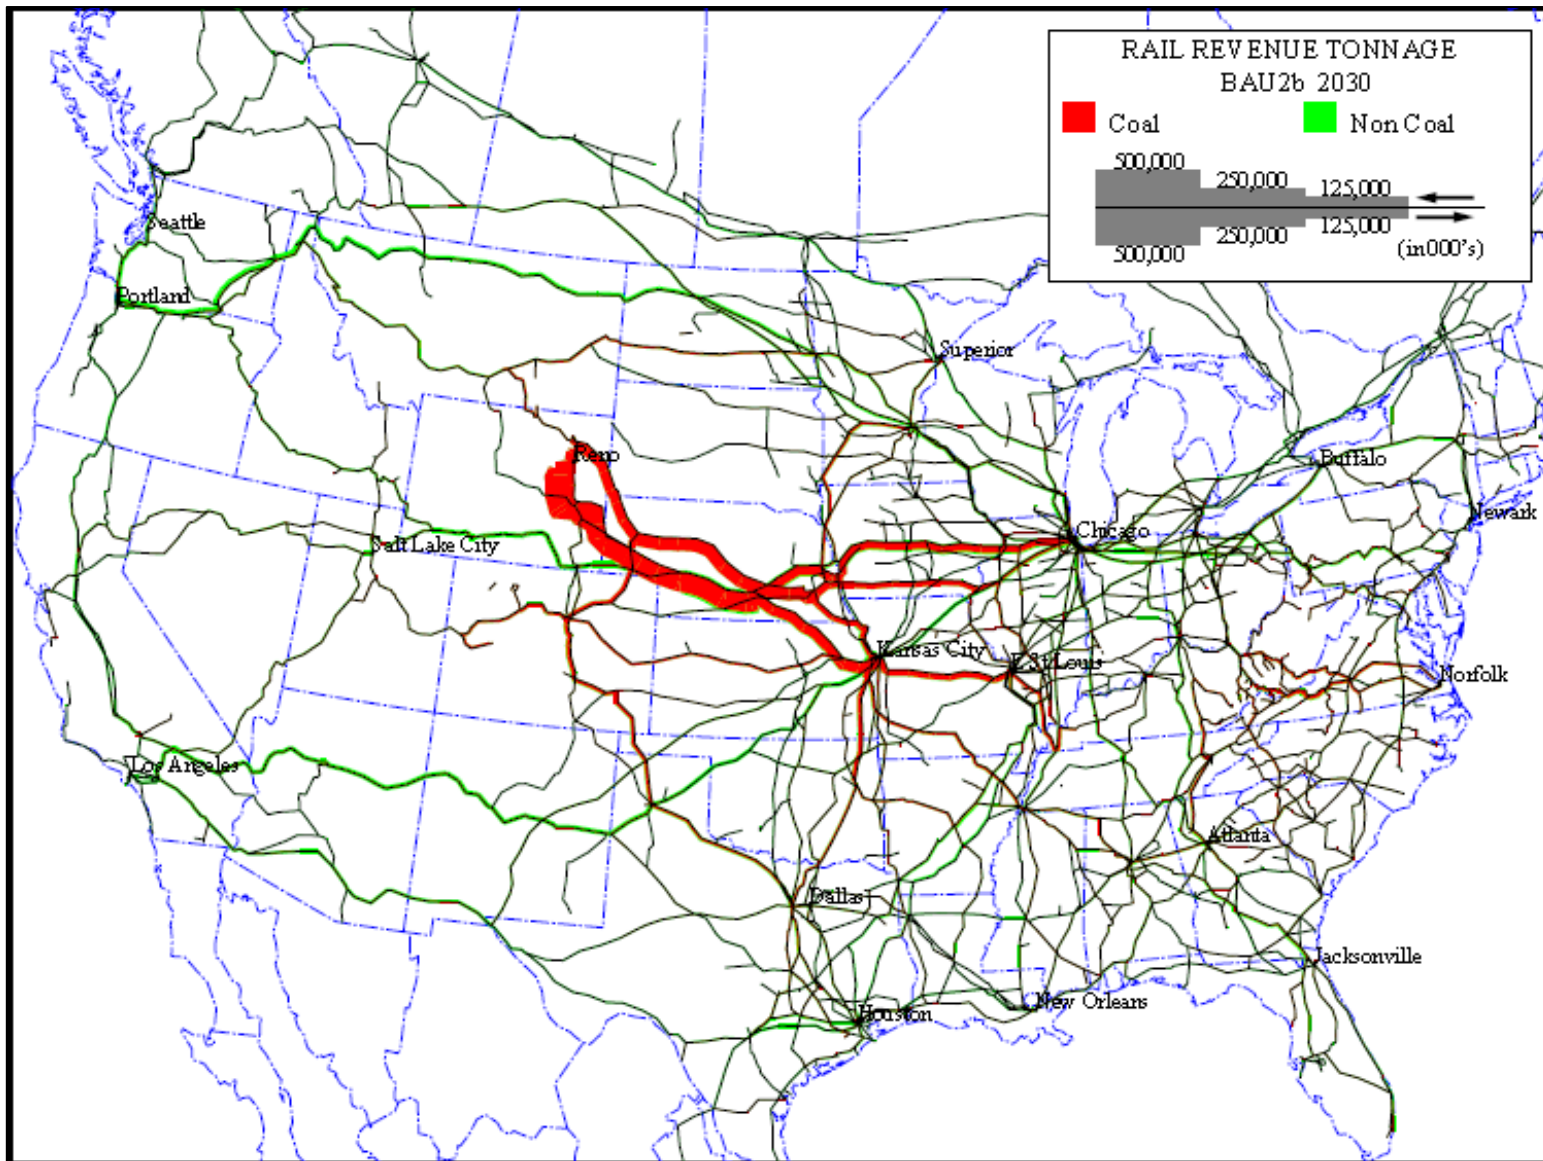 RAIL REVENUE TONNAGE
BAU2b 2030
Coal
Non Coal
500,000
250,000
125,000
500,000
250,000
125,000
(in000's)
Seattle
Portland
Superior
Reno
Buffalo
Newark
Chicago
Salt Lake City
Kansas City
E St Louis
Norfolk
Los Angeles
Atlanta
Dallas
Jacksonville
New Orlears
Houston